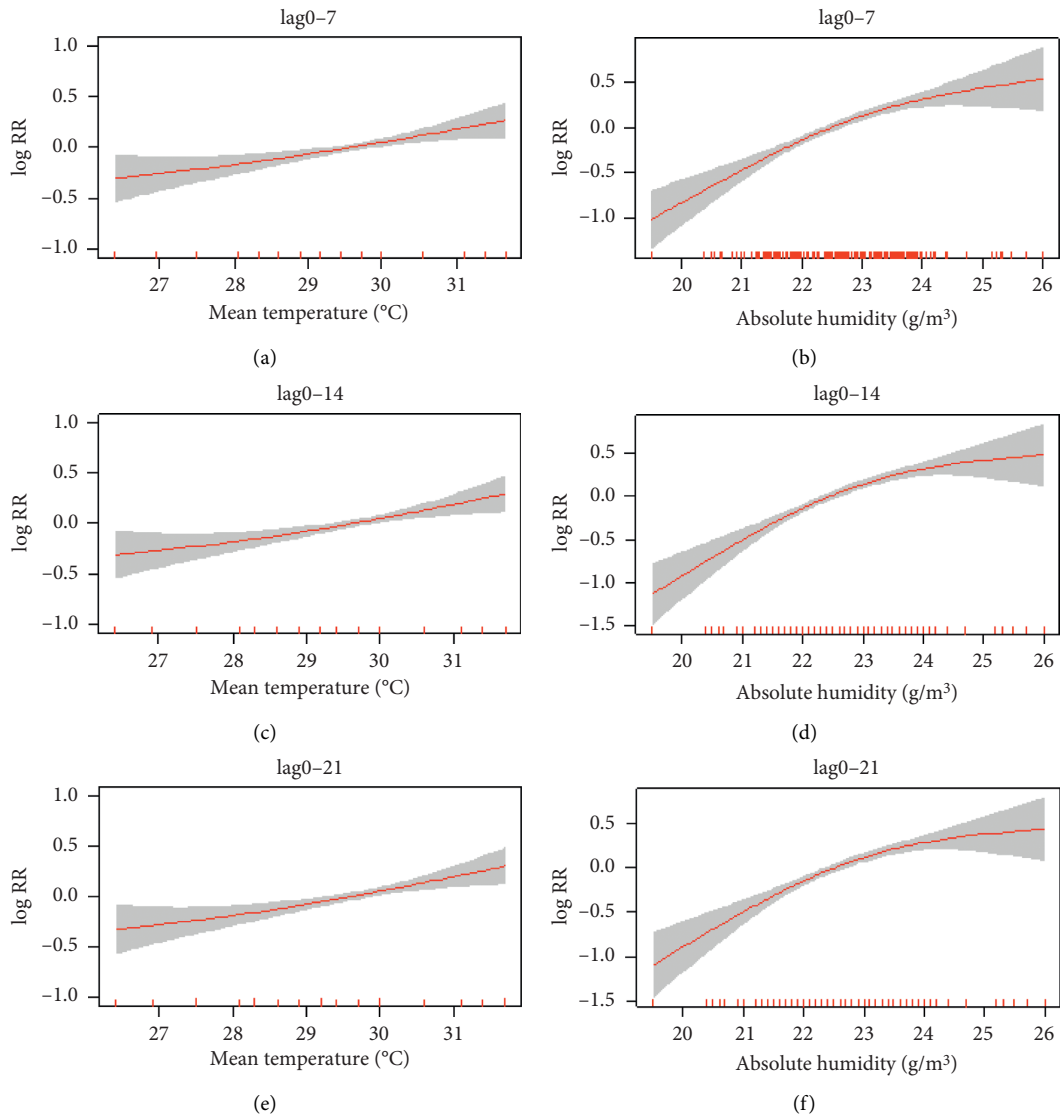 lag0–7
1.0
0.5
0.0
−0.5
−1.0
log RR
27 28 29 30 31
Mean temperature (°C)
(a)
lag0–7
0.5
0.0
−0.5
−1.0
log RR
20 21 22 23 24 25 26
Absolute humidity (g/m³)
(b)
lag0–14
1.0
0.5
0.0
−0.5
−1.0
log RR
27 28 29 30 31
Mean temperature (°C)
(c)
lag0–14
0.5
0.0
−0.5
−1.0
−1.5
log RR
20 21 22 23 24 25 26
Absolute humidity (g/m³)
(d)
lag0–21
1.0
0.5
0.0
−0.5
−1.0
log RR
27 28 29 30 31
Mean temperature (°C)
(e)
lag0–21
0.5
0.0
−0.5
−1.0
−1.5
log RR
20 21 22 23 24 25 26
Absolute humidity (g/m³)
(f)